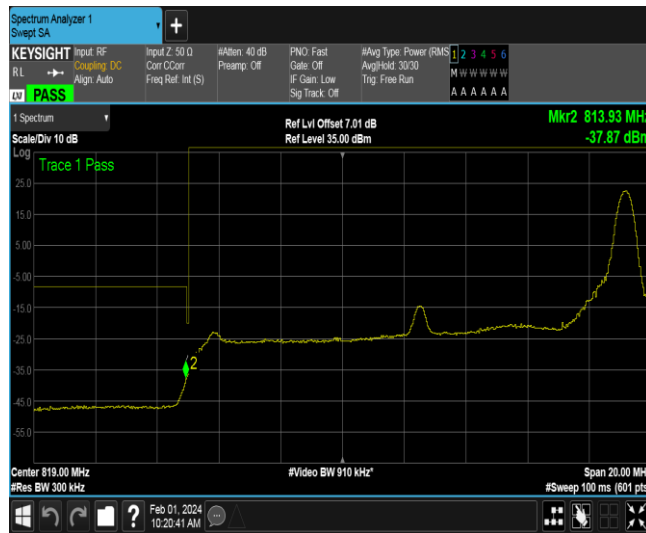 Spectrum Analyzer 1
Swept SA
KEYSIGHT
RL
LXI PASS
Input: RF
Coupling: DC
Align: Auto
Input Z: 50 Ω
Corr CCorr
Freq Ref: Int (S)
#Atten: 40 dB
Preamp: Off
PNO: Fast
Gate: Off
IF Gain: Low
Sig Track: Off
#Avg Type: Power (RMS
Avg|Hold: 30/30
Trig: Free Run
1 2 3 4 5 6
M W W W W W
A A A A A A
1 Spectrum
Scale/Div 10 dB
Ref Lvl Offset 7.01 dB
Ref Level 35.00 dBm
Mkr2 813.93 MHz
-37.87 dBm
Log
Trace 1 Pass
25.0
15.0
5.00
-5.00
-15.0
-25.0
-35.0
-45.0
-55.0
2
Center 819.00 MHz
#Res BW 300 kHz
#Video BW 910 kHz*
Span 20.00 MH
#Sweep 100 ms (601 pts
?
Feb 01, 2024
10:20:41 AM